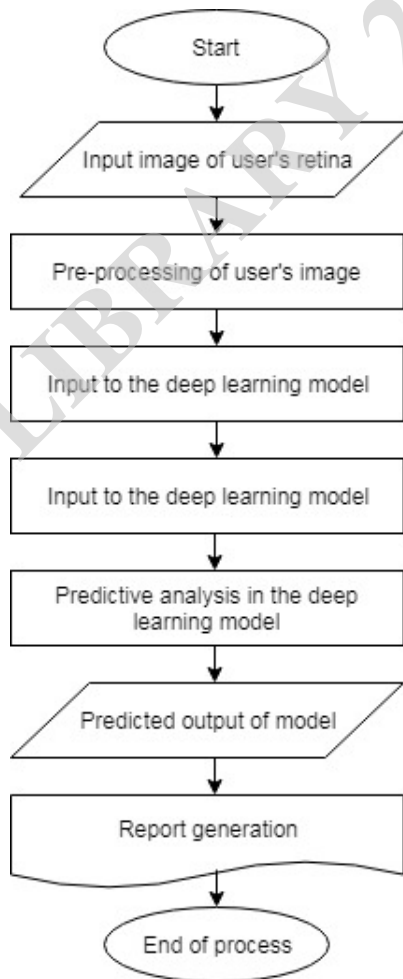 Start
Input image of user's retina
Pre-processing of user's image
Input to the deep learning model
Input to the deep learning model
Predictive analysis in the deep
learning model
Predicted output of model
Report generation
End of process
LIBRARY 2